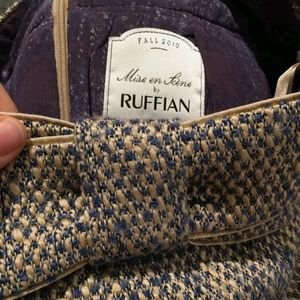 FALL 2010
Mise en Scène
by
RUFFIAN